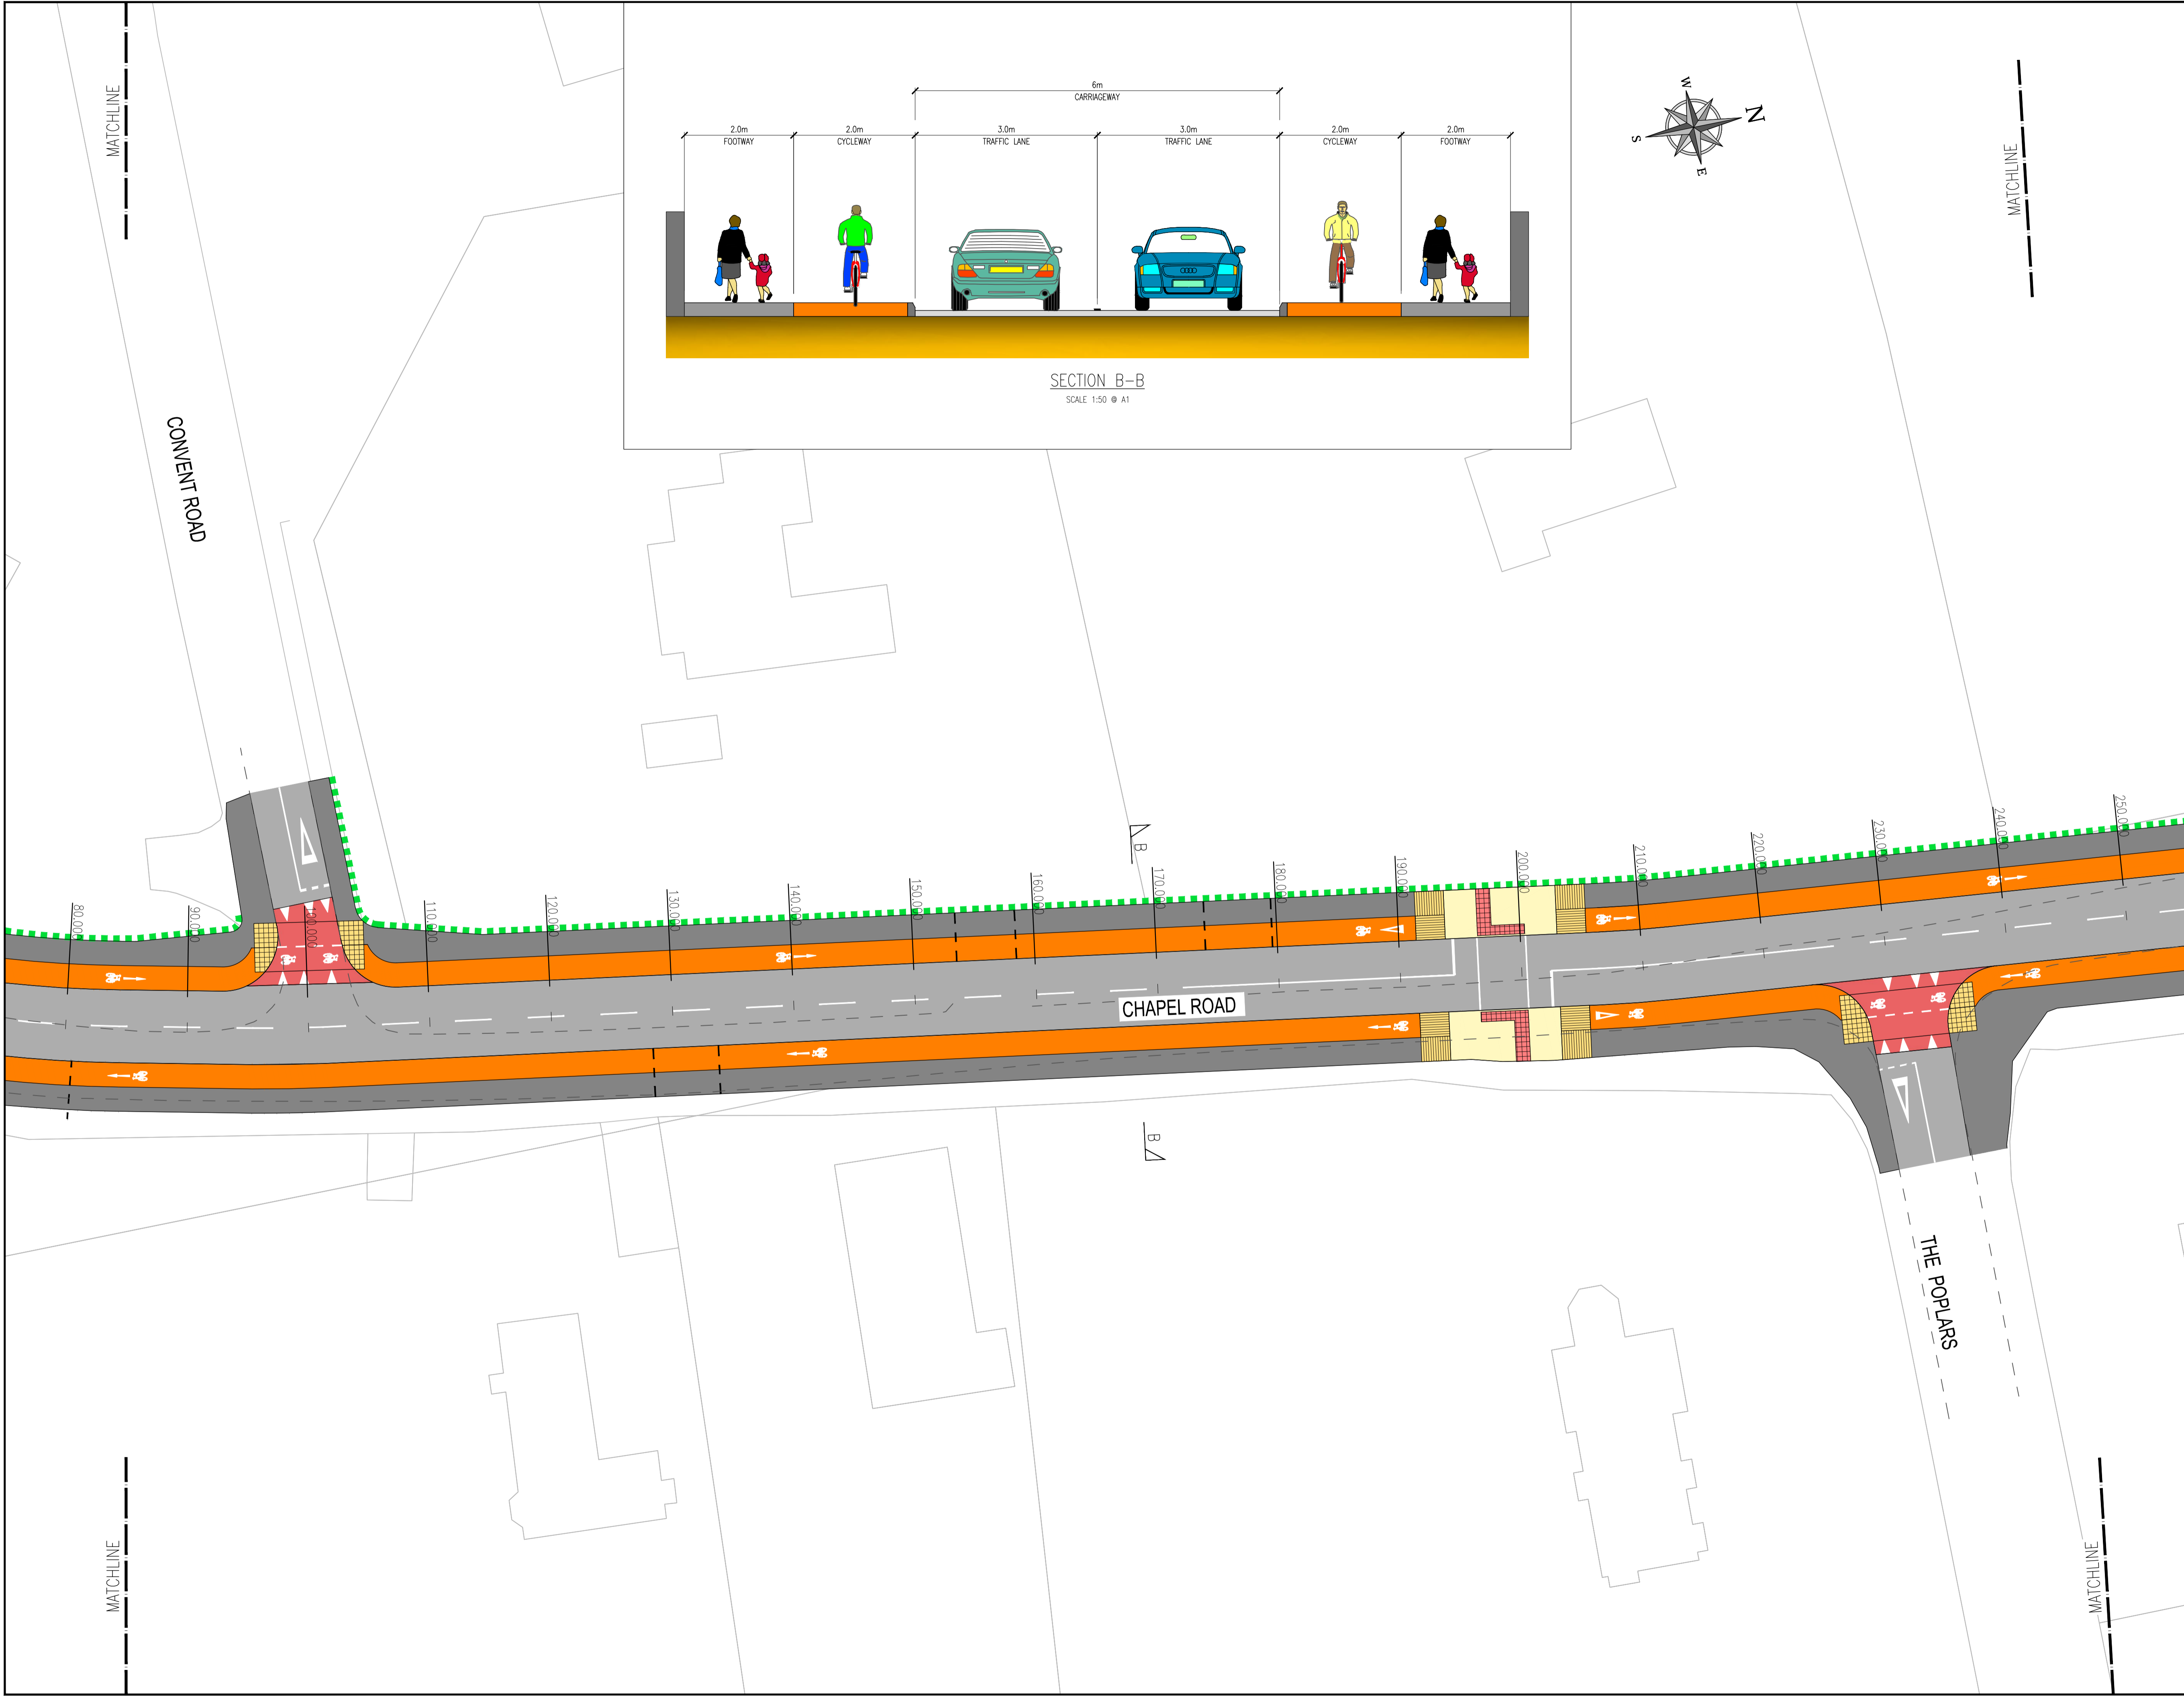 MATCHLINE
6m
CARRIAGEWAY
2.0m
FOOTWAY
2.0m
CYCLEWAY
3.0m
TRAFFIC LANE
3.0m
TRAFFIC LANE
2.0m
CYCLEWAY
2.0m
FOOTWAY
SECTION B-B
SCALE 1:50 @ A1
W
N
S
E
MATCHLINE
CONVENT ROAD
80.000
90.000
100.000
110.000
120.000
130.000
140.000
150.000
160.000
170.000
180.000
190.000
200.000
210.000
220.000
230.000
240.000
250.000
B
CHAPEL ROAD
B
THE POPLARS
MATCHLINE
MATCHLINE